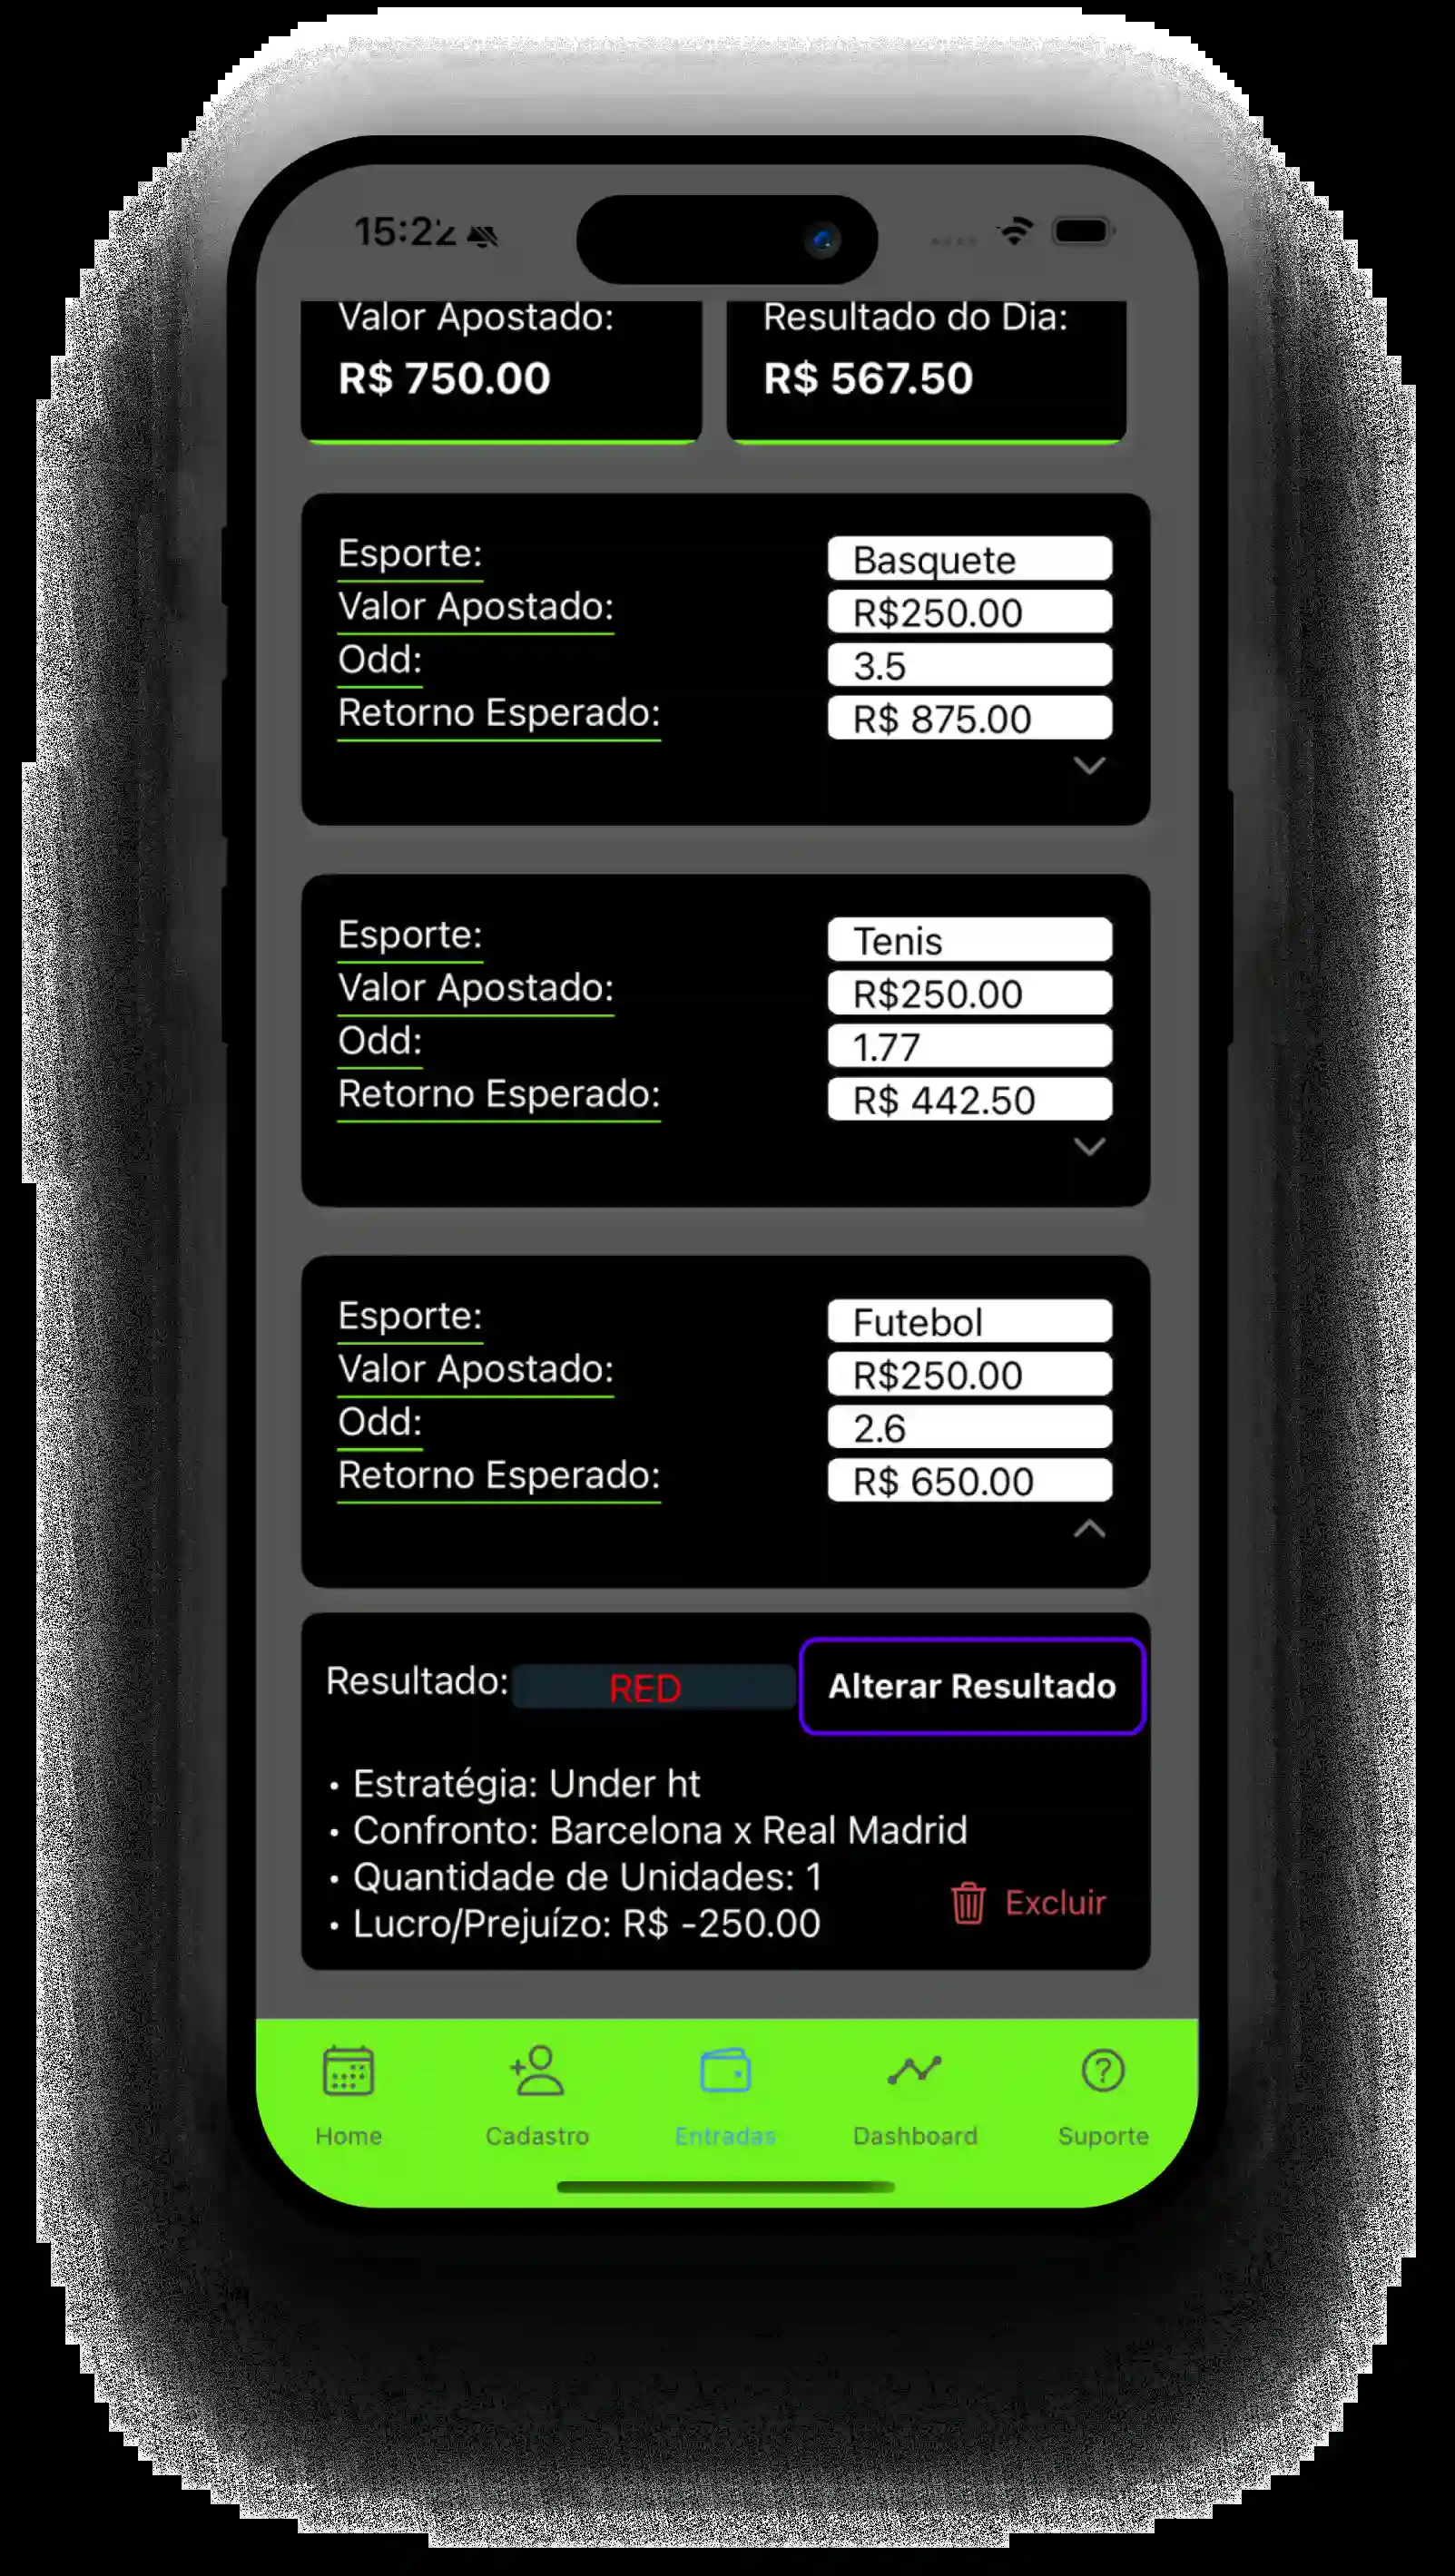 15:22
Valor Apostado: Resultado do Dia:
R$ 750.00 R$ 567.50
Esporte: Basquete
Valor Apostado: R$250.00
Odd: 3.5
Retorno Esperado: R$ 875.00
Esporte: Tenis
Valor Apostado: R$250.00
Odd: 1.77
Retorno Esperado: R$ 442.50
Esporte: Futebol
Valor Apostado: R$250.00
Odd: 2.6
Retorno Esperado: R$ 650.00
Resultado: RED Alterar Resultado
• Estratégia: Under ht
• Confronto: Barcelona x Real Madrid
• Quantidade de Unidades: 1
• Lucro/Prejuízo: R$ -250.00
Excluir
Home Cadastro Entradas Dashboard Suporte